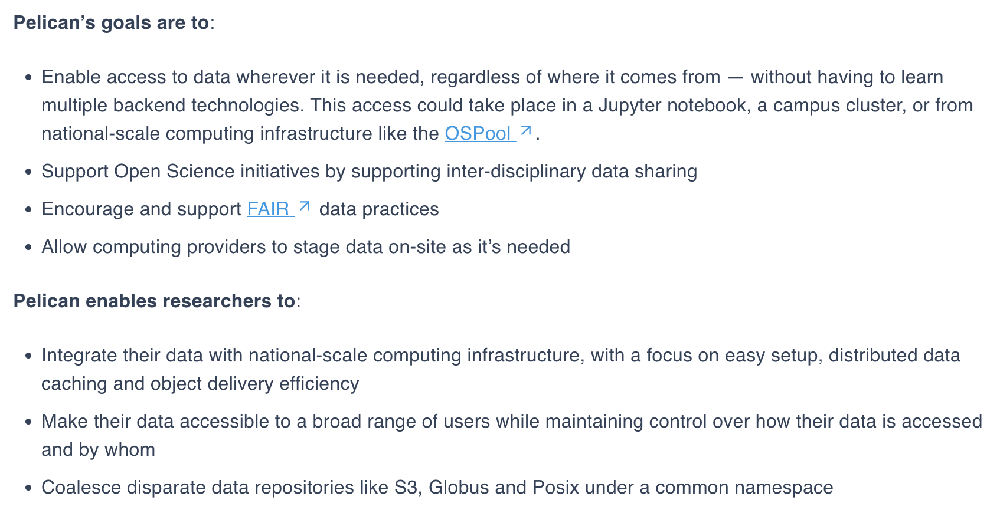 Pelican’s goals are to:
• Enable access to data wherever it is needed, regardless of where it comes from — without having to learn
multiple backend technologies. This access could take place in a Jupyter notebook, a campus cluster, or from
national-scale computing infrastructure like the OSPool ↗.
• Support Open Science initiatives by supporting inter-disciplinary data sharing
• Encourage and support FAIR ↗ data practices
• Allow computing providers to stage data on-site as it’s needed
Pelican enables researchers to:
• Integrate their data with national-scale computing infrastructure, with a focus on easy setup, distributed data
caching and object delivery efficiency
• Make their data accessible to a broad range of users while maintaining control over how their data is accessed
and by whom
• Coalesce disparate data repositories like S3, Globus and Posix under a common namespace